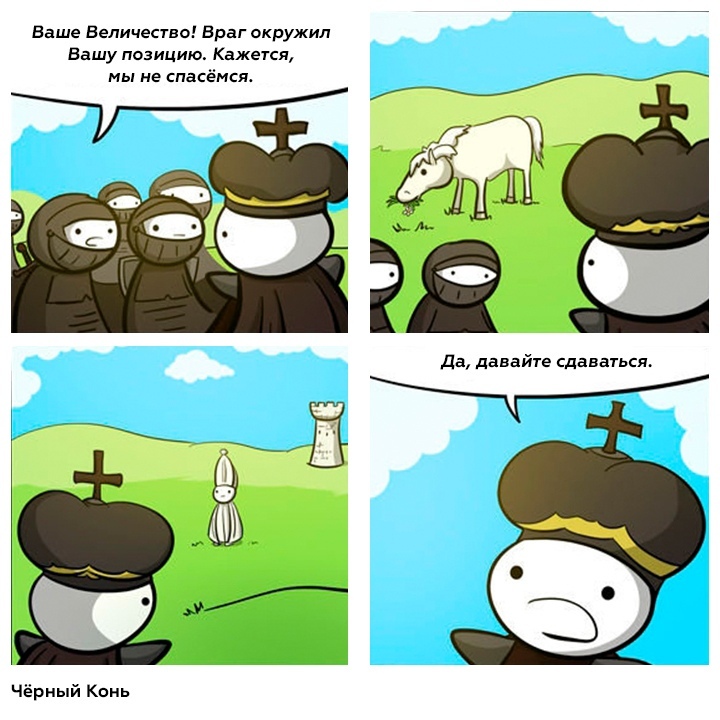 Ваше Величество! Враг окружил
Вашу позицию. Кажется,
мы не спасёмся.
Да, давайте сдаваться.
Чёрный Конь